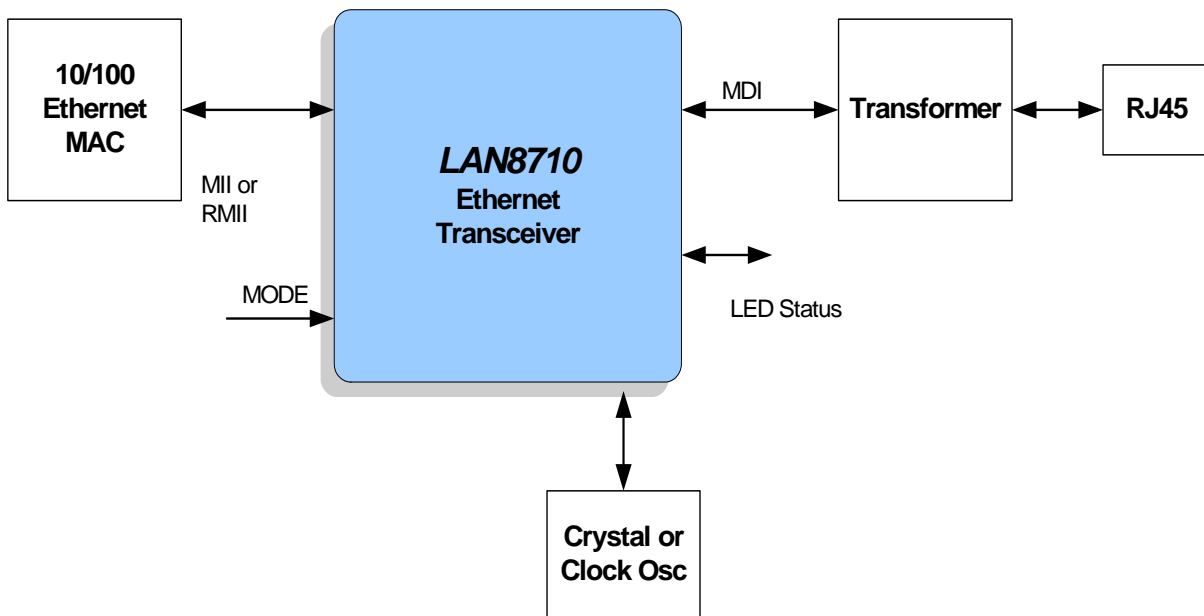 10/100
Ethernet
MAC
MII or
RMII
MODE
LAN8710
Ethernet
Transceiver
MDI
Transformer
RJ45
LED Status
Crystal or
Clock Osc